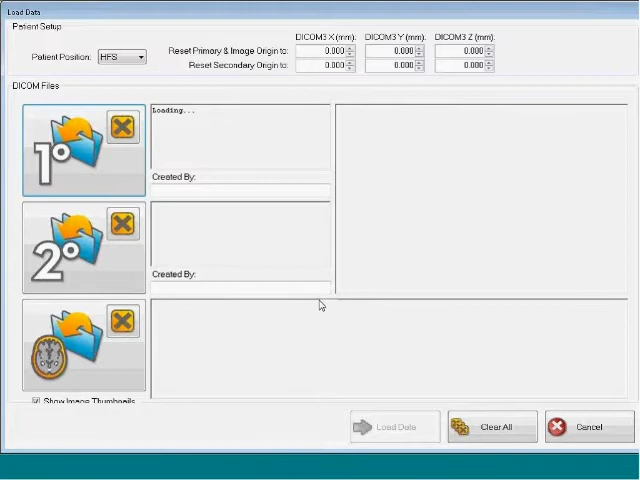 Load Data
Patient Setup
DICOM3 X (mm): DICOM3 Y (mm): DICOM3 Z (mm):
Patient Position: HFS Reset Primary & Image Origin to: 0.000 0.000 0.000
Reset Secondary Origin to: 0.000 0.000 0.000
DICOM Files
1°
Loading...
Created By:
2°
Created By:
Show Image Thumbnails
Load Data Clear All Cancel